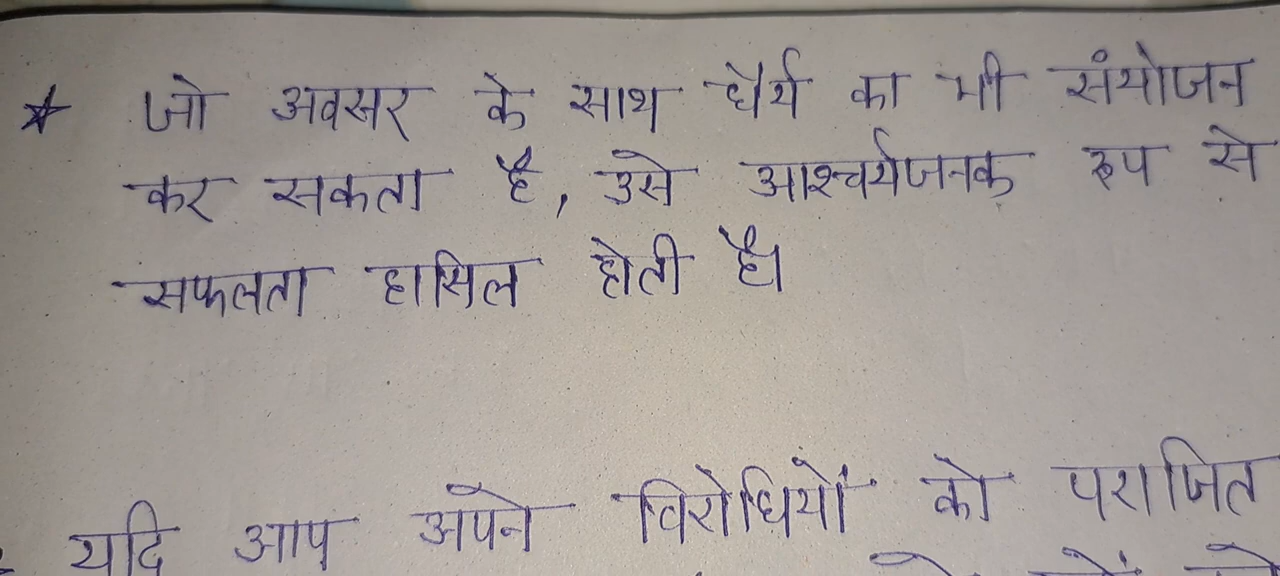 * जो अवसर के साथ धैर्य का भी संयोजन
कर सकता है, उसे आश्चर्यजनक रूप से
सफलता हासिल होती है।
यदि आप अपने विरोधियों को पराजित